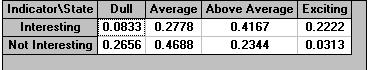 Indicator\State Dull Average Above Average Exciting
Interesting 0.0833 0.2778 0.4167 0.2222
Not Interesting 0.2656 0.4688 0.2344 0.0313